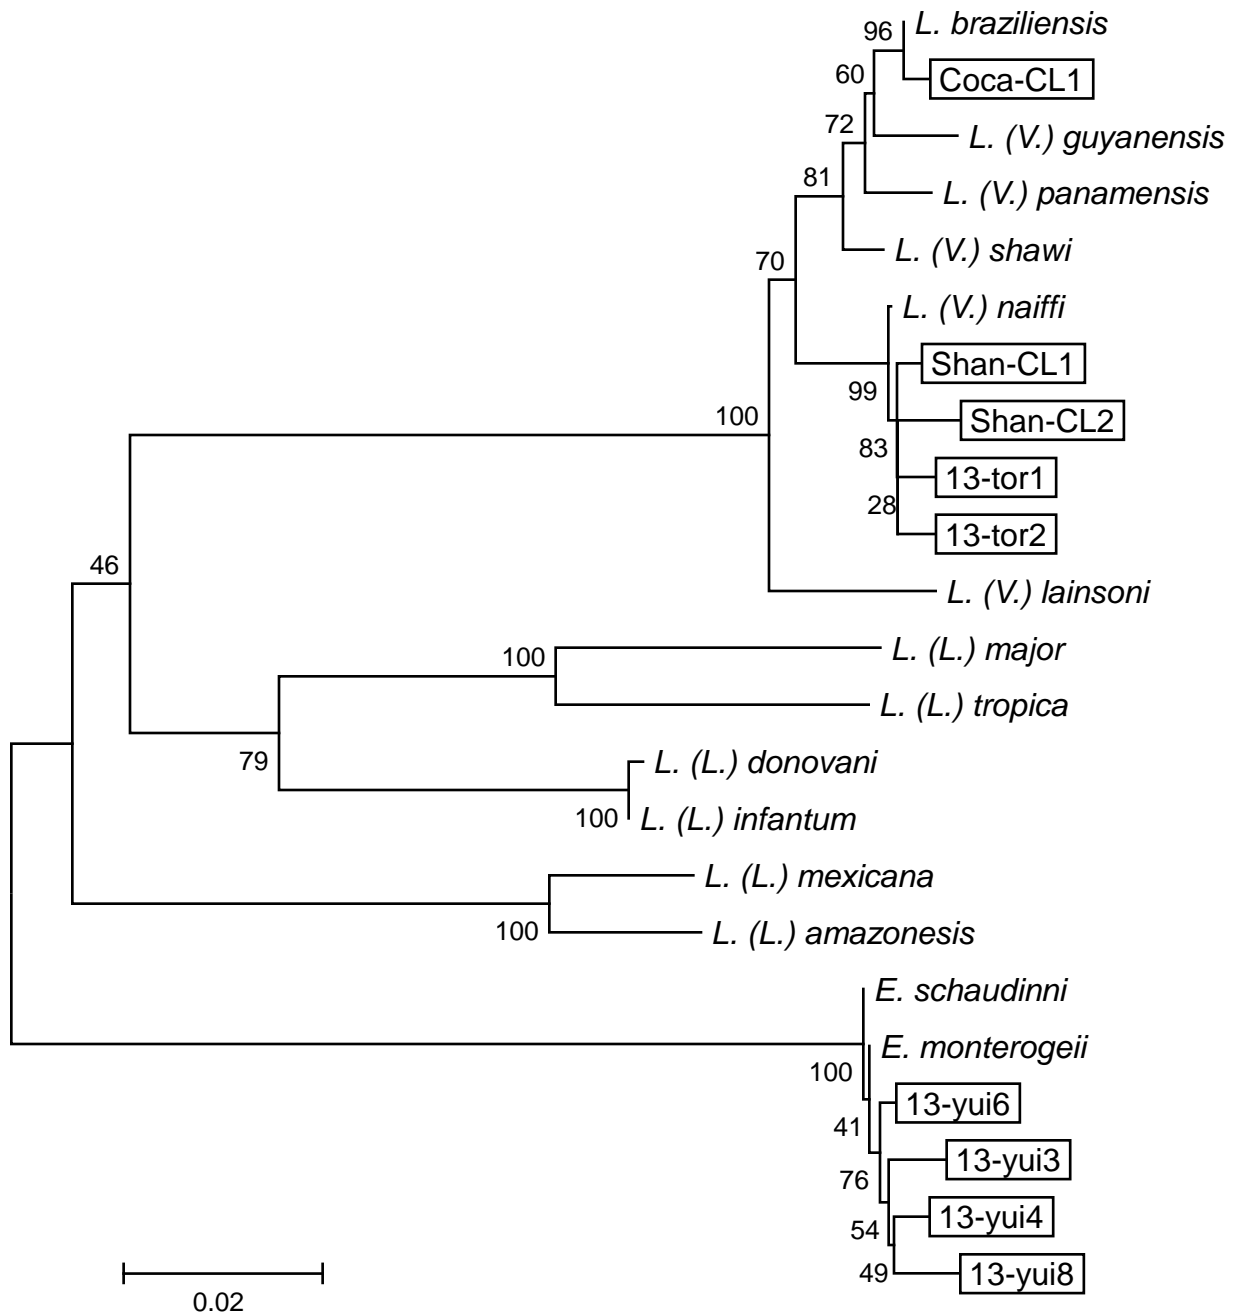 96
L. braziliensis
60
Coca-CL1
72
L. (V.) guyanensis
81
L. (V.) panamensis
70
L. (V.) shawi
L. (V.) naiffi
99
Shan-CL1
100
Shan-CL2
83
13-tor1
28
13-tor2
46
L. (V.) lainsoni
100
L. (L.) major
L. (L.) tropica
79
L. (L.) donovani
100
L. (L.) infantum
L. (L.) mexicana
100
L. (L.) amazonesis
E. schaudinni
E. monterogeii
100
13-yui6
41
13-yui3
76
13-yui4
54
49
13-yui8
0.02